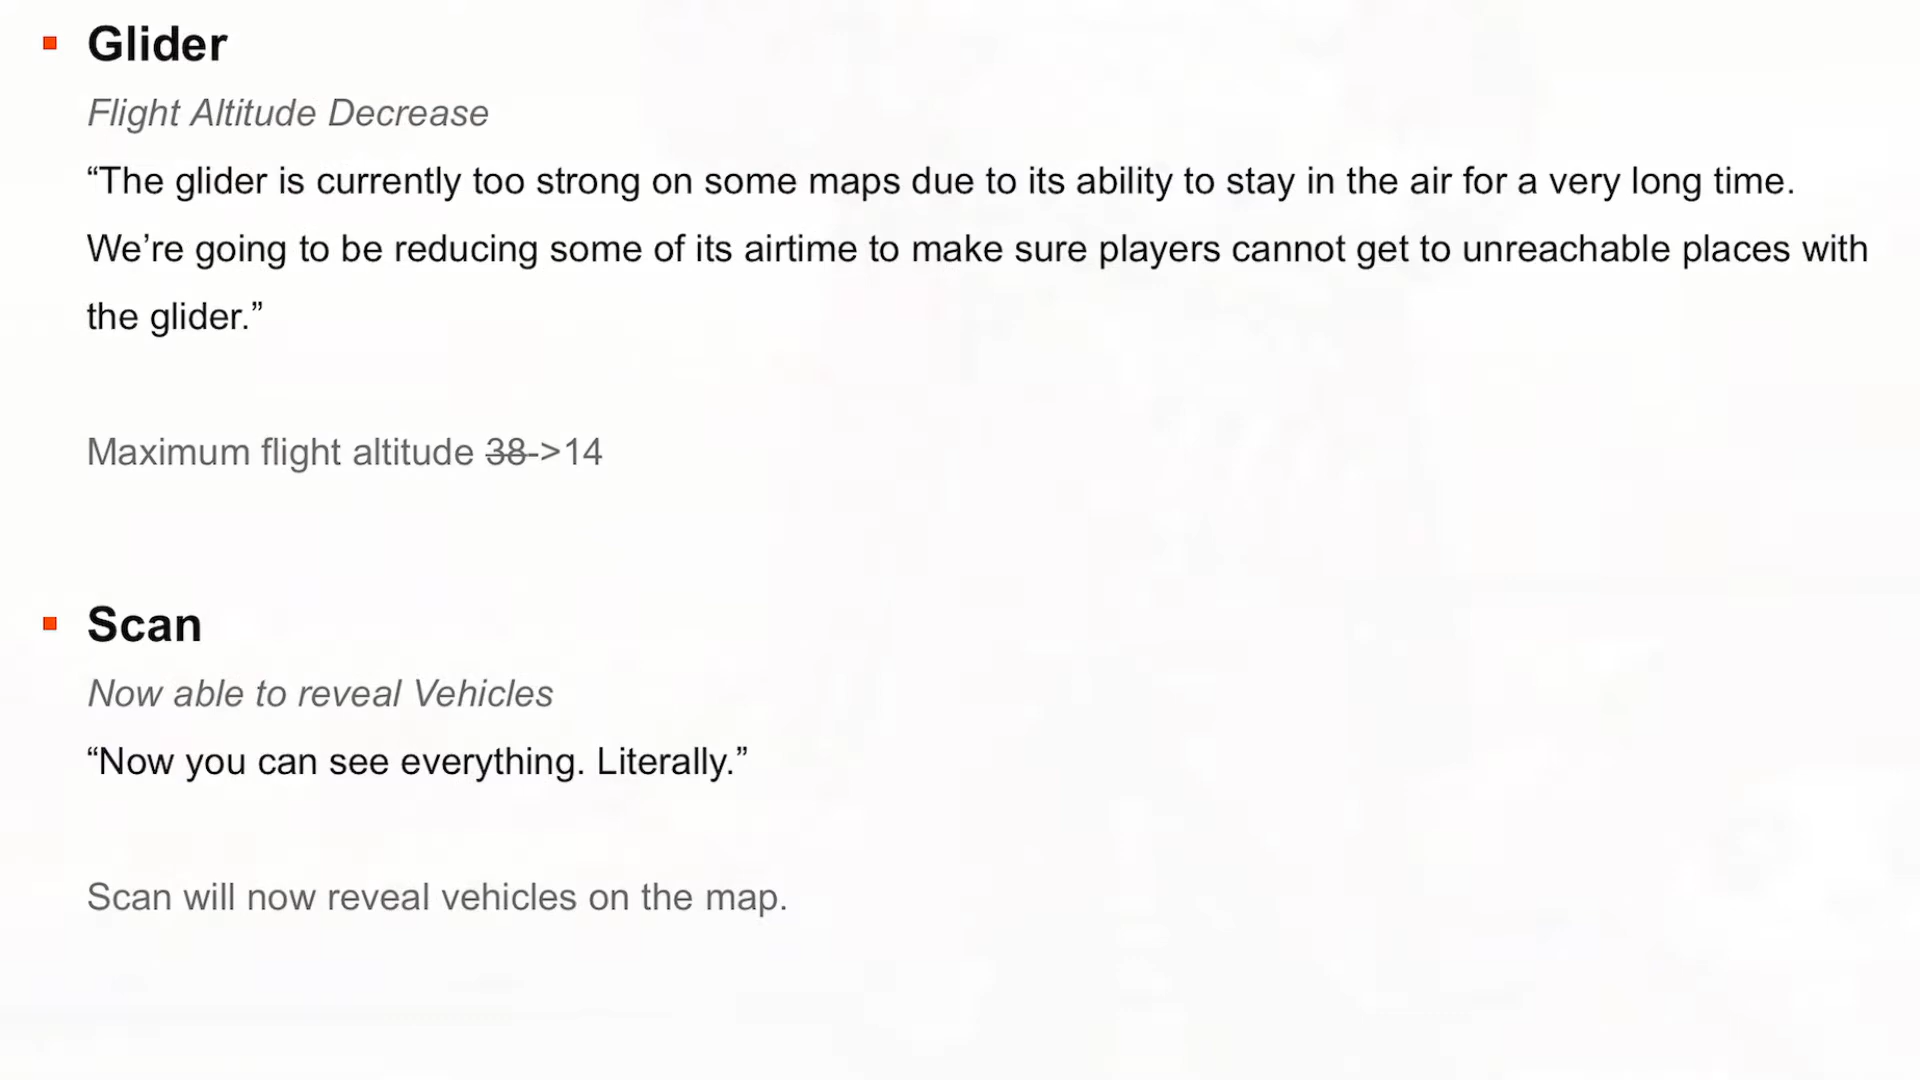 Glider
Flight Altitude Decrease
“The glider is currently too strong on some maps due to its ability to stay in the air for a very long time.
We’re going to be reducing some of its airtime to make sure players cannot get to unreachable places with
the glider.”
Maximum flight altitude 38->14
Scan
Now able to reveal Vehicles
“Now you can see everything. Literally.”
Scan will now reveal vehicles on the map.